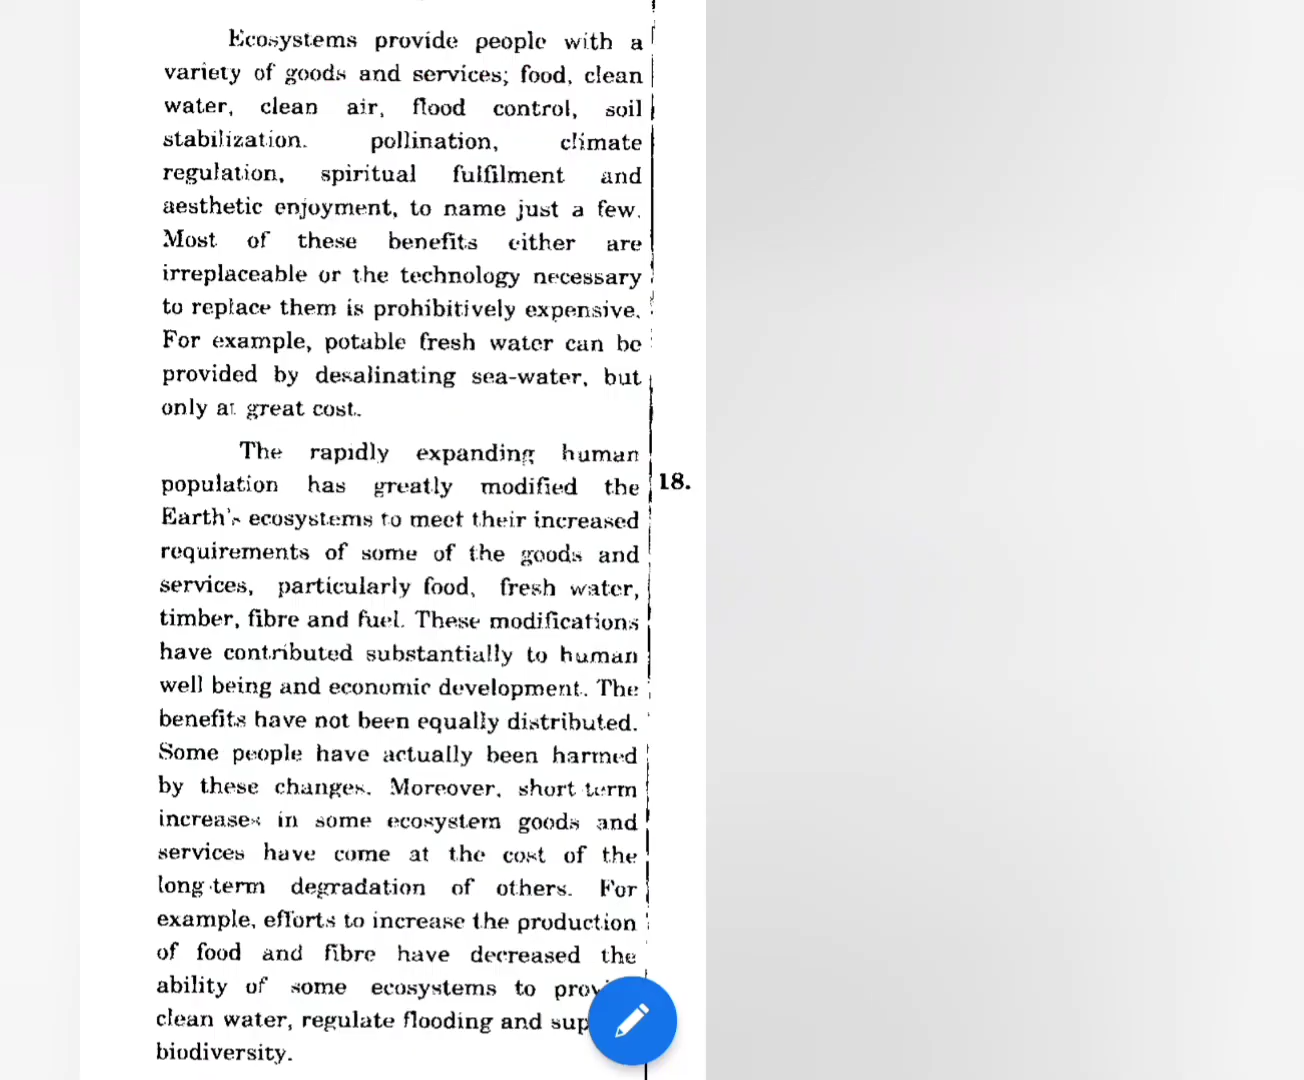 Ecosystems provide people with a
variety of goods and services; food, clean
water, clean air, flood control, soil
stabilization. pollination, climate
regulation, spiritual fulfilment and
aesthetic enjoyment, to name just a few.
Most of these benefits either are
irreplaceable or the technology necessary
to replace them is prohibitively expensive.
For example, potable fresh water can be
provided by desalinating sea-water, but
only at great cost.
The rapidly expanding human
population has greatly modified the
18.
Earth's ecosystems to meet their increased
requirements of some of the goods and
services, particularly food, fresh water,
timber, fibre and fuel. These modifications
have contributed substantially to human
well being and economic development. The
benefits have not been equally distributed.
Some people have actually been harmed
by these changes. Moreover, short term
increases in some ecosystem goods and
services have come at the cost of the
long-term degradation of others. For
example, efforts to increase the production
of food and fibre have decreased the
ability of some ecosystems to
clean water, regulate flooding and
biodiversity.